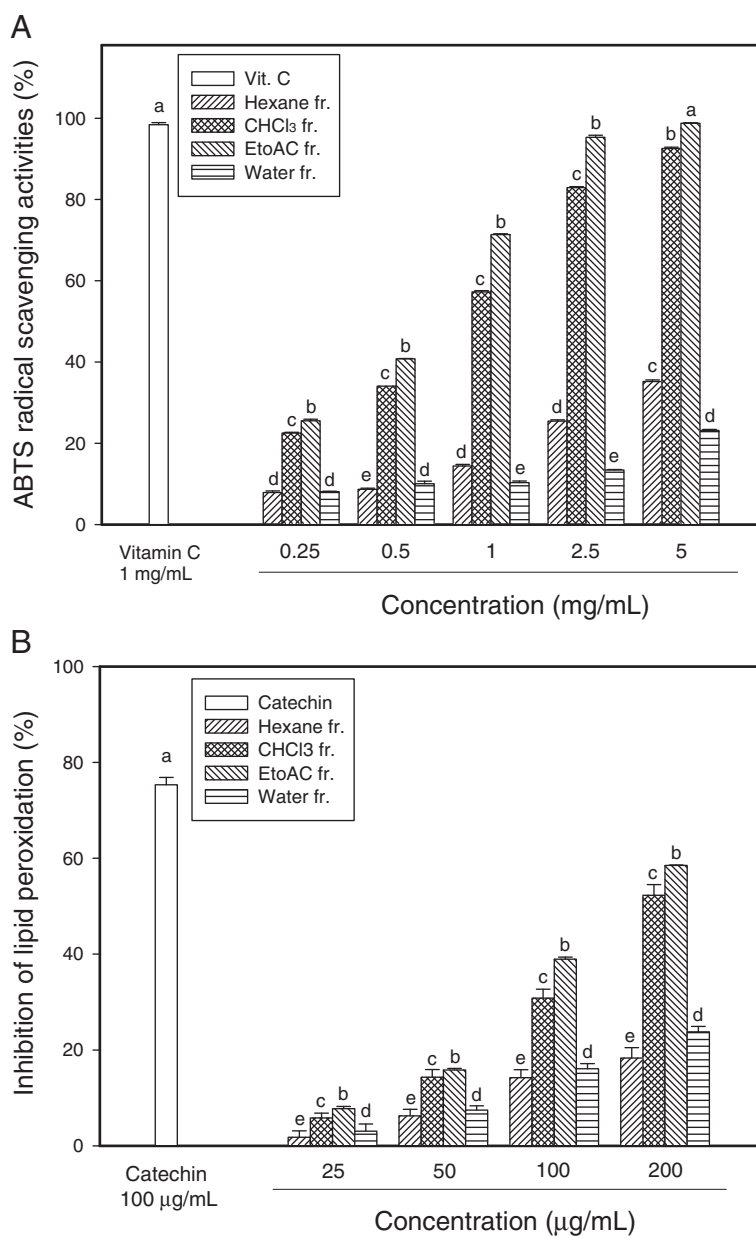 A
ABTS radical scavenging activities (%)
100
80
60
40
20
0
Vit. C
Hexane fr.
CHCl₃ fr.
EtoAC fr.
Water fr.
a
d c b d
e c b d
d c b e
d c b e
c b a d
Vitamin C
1 mg/mL
0.25 0.5 1 2.5 5
Concentration (mg/mL)
B
Inhibition of lipid peroxidation (%)
100
80
60
40
20
0
Catechin
Hexane fr.
CHCl3 fr.
EtoAC fr.
Water fr.
a
e c b d
e c b d
e c b d
e c b d
Catechin
100 μg/mL
25 50 100 200
Concentration (μg/mL)